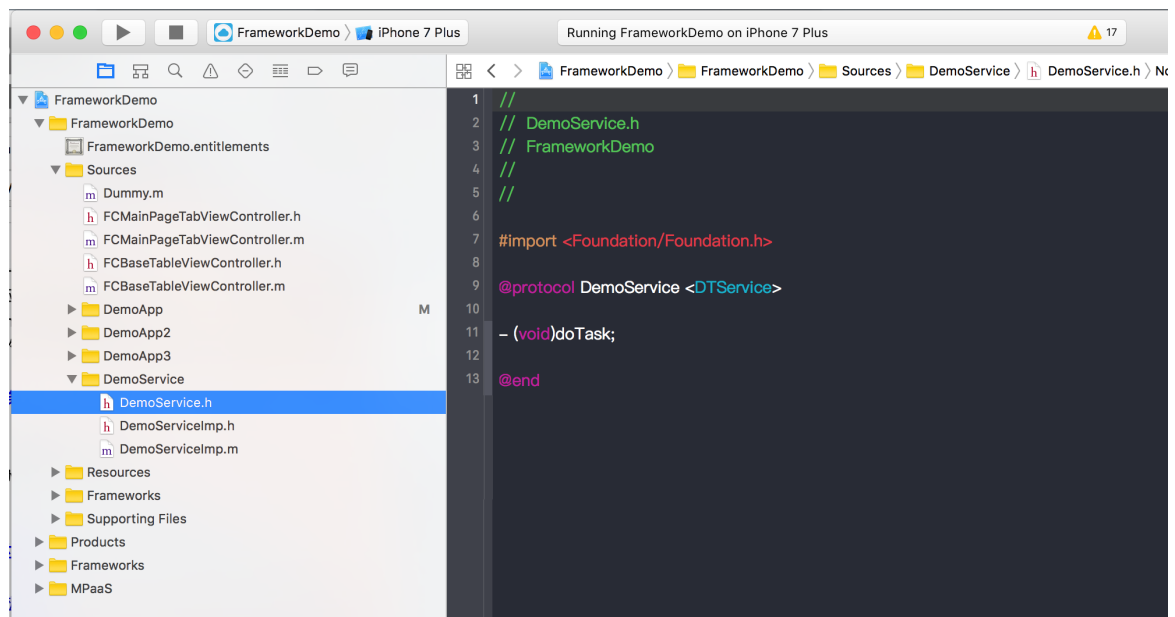 FrameworkDemo 〉 iPhone 7 Plus
Running FrameworkDemo on iPhone 7 Plus
17
FrameworkDemo 〉 FrameworkDemo 〉 Sources 〉 DemoService 〉 h DemoService.h 〉 No
FrameworkDemo
FrameworkDemo
FrameworkDemo.entitlements
Sources
m Dummy.m
h FCMainPageTabViewController.h
m FCMainPageTabViewController.m
h FCBaseTableViewController.h
m FCBaseTableViewController.m
DemoApp M
DemoApp2
DemoApp3
DemoService
h DemoService.h
h DemoServiceImp.h
m DemoServiceImp.m
Resources
Frameworks
Supporting Files
Products
Frameworks
MPaaS
1 //
2 // DemoService.h
3 // FrameworkDemo
4 //
5 //
6
7 #import <Foundation/Foundation.h>
8
9 @protocol DemoService <DTService>
10
11 - (void)doTask;
12
13 @end